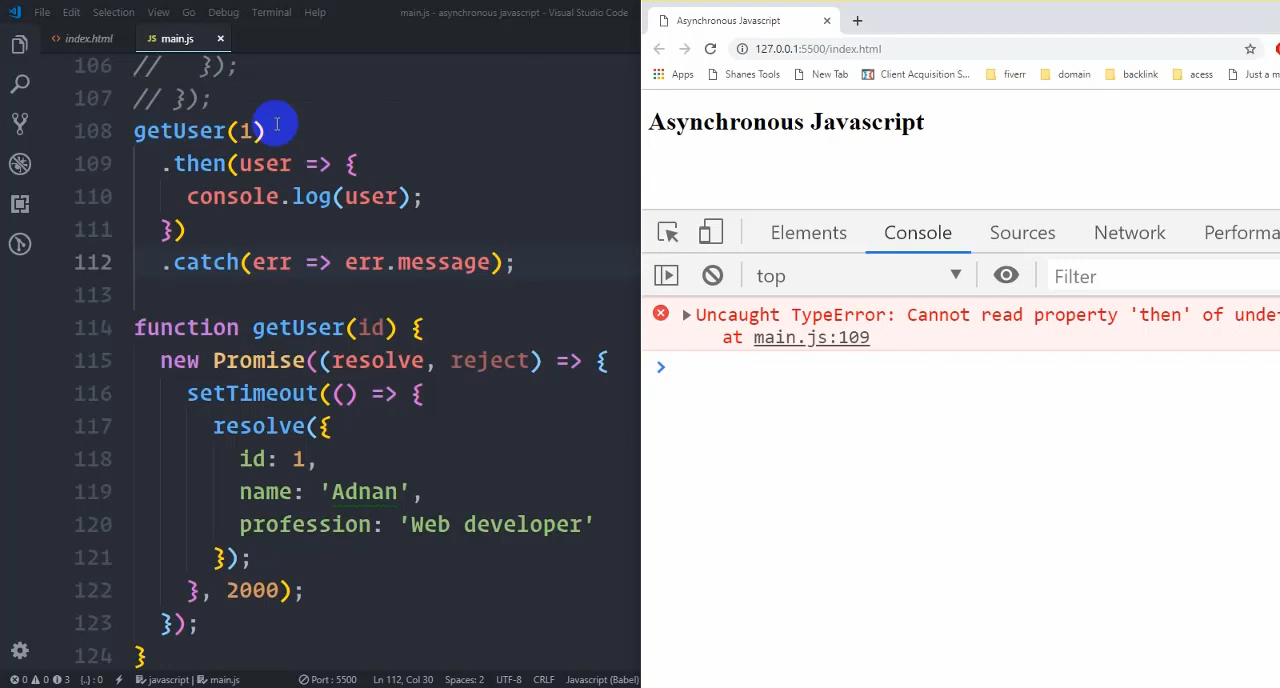 File Edit Selection View Go Debug Terminal Help main.js - asynchronous javascript - Visual Studio Code
index.html JS main.js ×
106 //   });
107 // });
108 getUser(1)
109   .then(user => {
110     console.log(user);
111   })
112   .catch(err => err.message);
113
114 function getUser(id) {
115   new Promise((resolve, reject) => {
116     setTimeout(() => {
117       resolve({
118         id: 1,
119         name: 'Adnan',
120         profession: 'Web developer'
121       });
122     }, 2000);
123   });
124 }
0 0 3 {..} : 0 javascript | main.js Port : 5500 Ln 112, Col 30 Spaces: 2 UTF-8 CRLF Javascript (Babel)
Asynchronous Javascript × +
127.0.0.1:5500/index.html
Apps Shanes Tools New Tab Client Acquisition S... fiverr domain backlink acess Just a m
Asynchronous Javascript
Elements Console Sources Network Performa
top Filter
Uncaught TypeError: Cannot read property 'then' of unde
at main.js:109